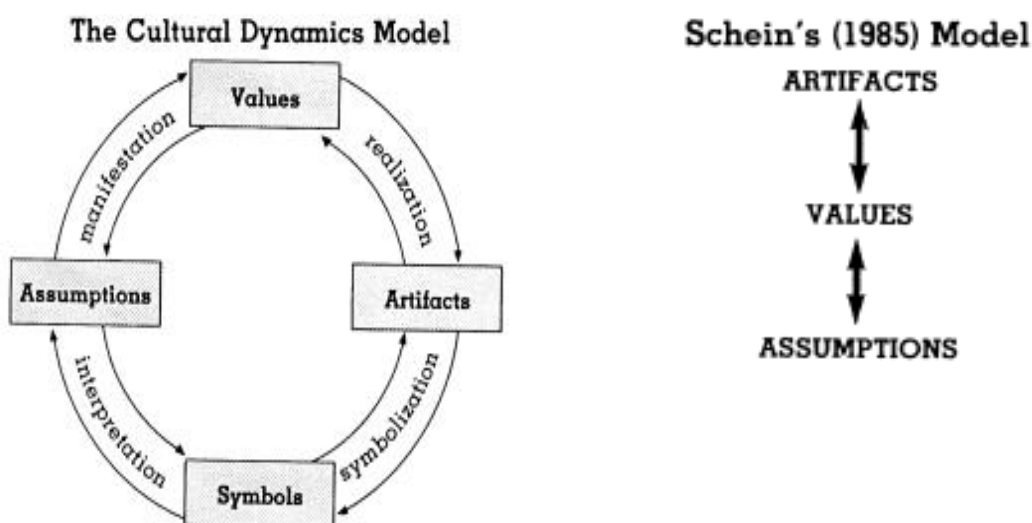 The Cultural Dynamics Model
Values
manifestation
realization
Assumptions
Artifacts
interpretation
symbolization
Symbols
Schein's (1985) Model
ARTIFACTS
VALUES
ASSUMPTIONS